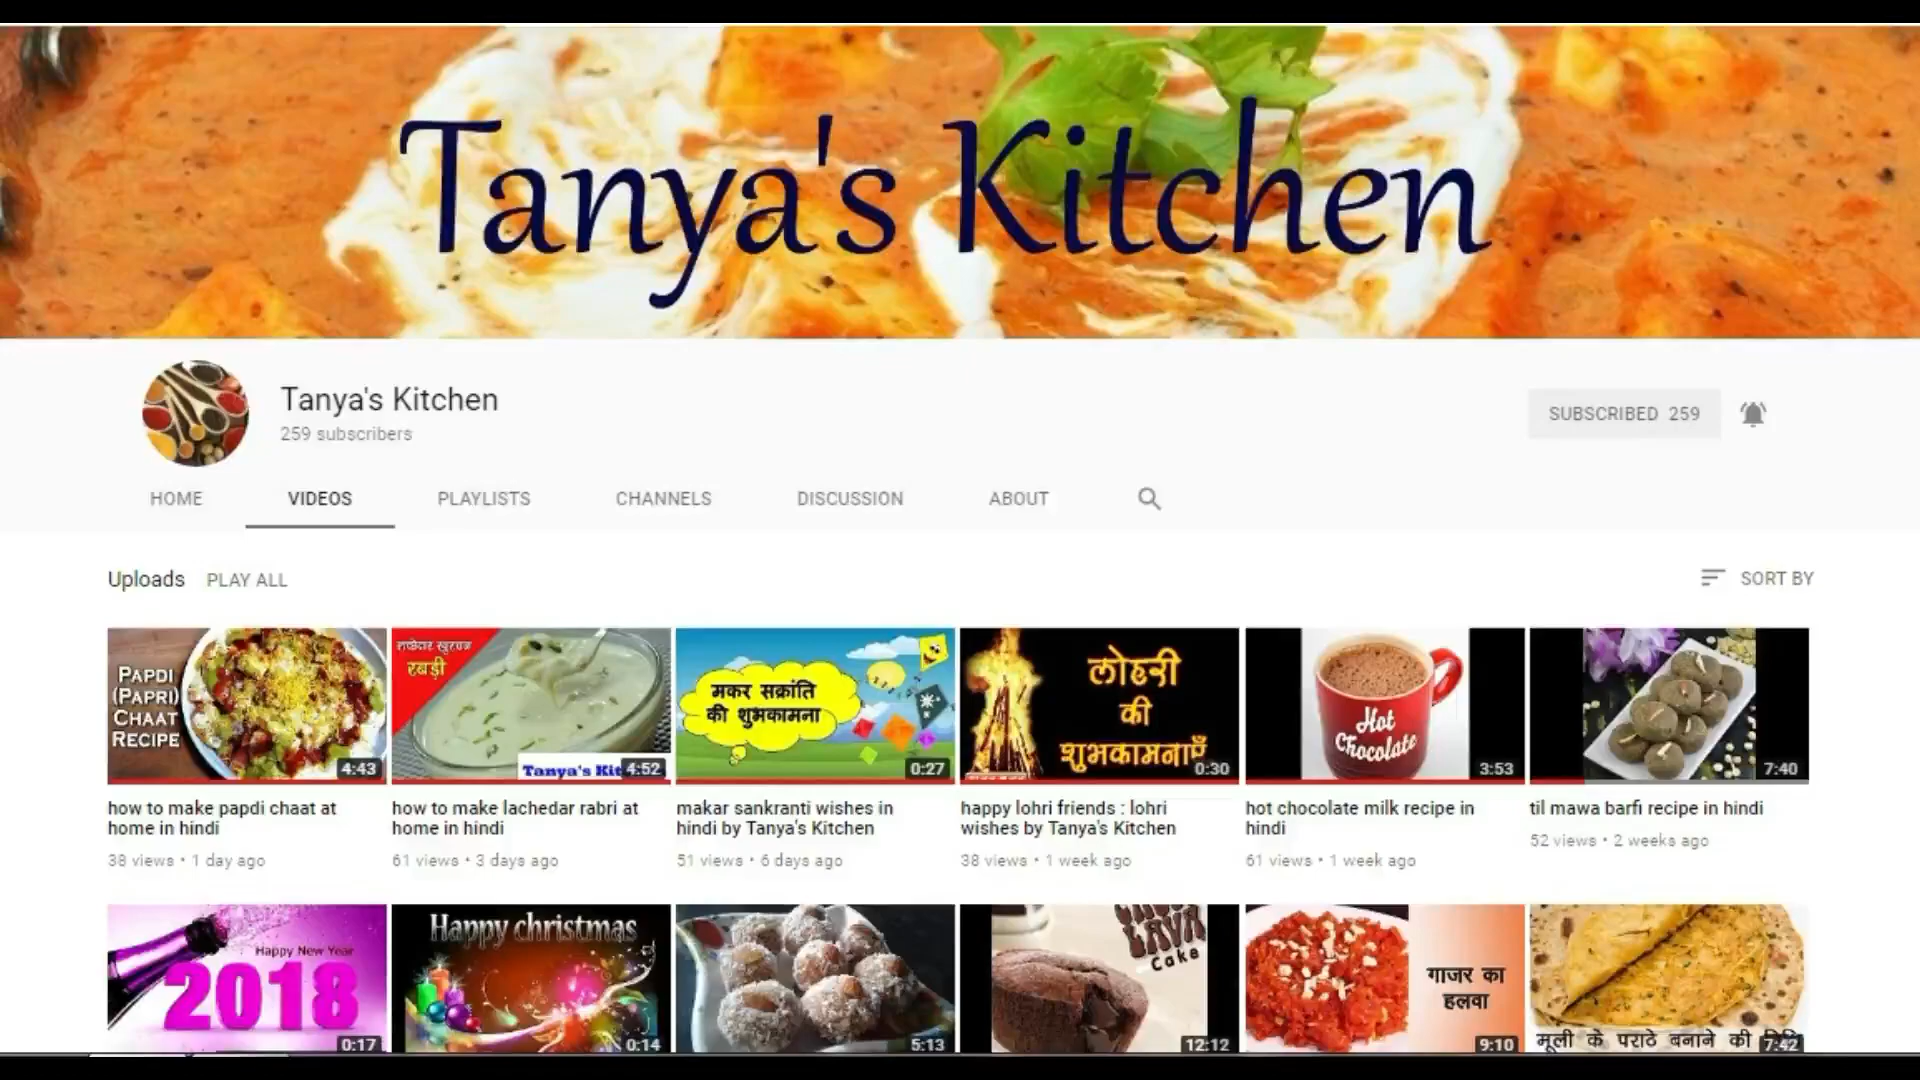 Tanya's Kitchen
Tanya's Kitchen
259 subscribers
SUBSCRIBED 259
HOME
VIDEOS
PLAYLISTS
CHANNELS
DISCUSSION
ABOUT
Uploads
PLAY ALL
SORT BY
PAPDI
(PAPRI)
CHAAT
RECIPE
4:43
लच्छेदार खुरचन
रबड़ी
Tanya's Kit
4:52
मकर सक्रांति
की शुभकामना
0:27
लोहरी
की
शुभकामनाएँ
0:30
Hot
Chocolate
3:53
7:40
how to make papdi chaat at
home in hindi
38 views • 1 day ago
how to make lachedar rabri at
home in hindi
61 views • 3 days ago
makar sankranti wishes in
hindi by Tanya's Kitchen
51 views • 6 days ago
happy lohri friends : lohri
wishes by Tanya's Kitchen
38 views • 1 week ago
hot chocolate milk recipe in
hindi
61 views • 1 week ago
til mawa barfi recipe in hindi
52 views • 2 weeks ago
Happy New Year
2018
0:17
Happy christmas
0:14
5:13
LAVA
Cake
12:12
गाजर का
हलवा
9:10
मूली के पराठे बनाने की
7:42